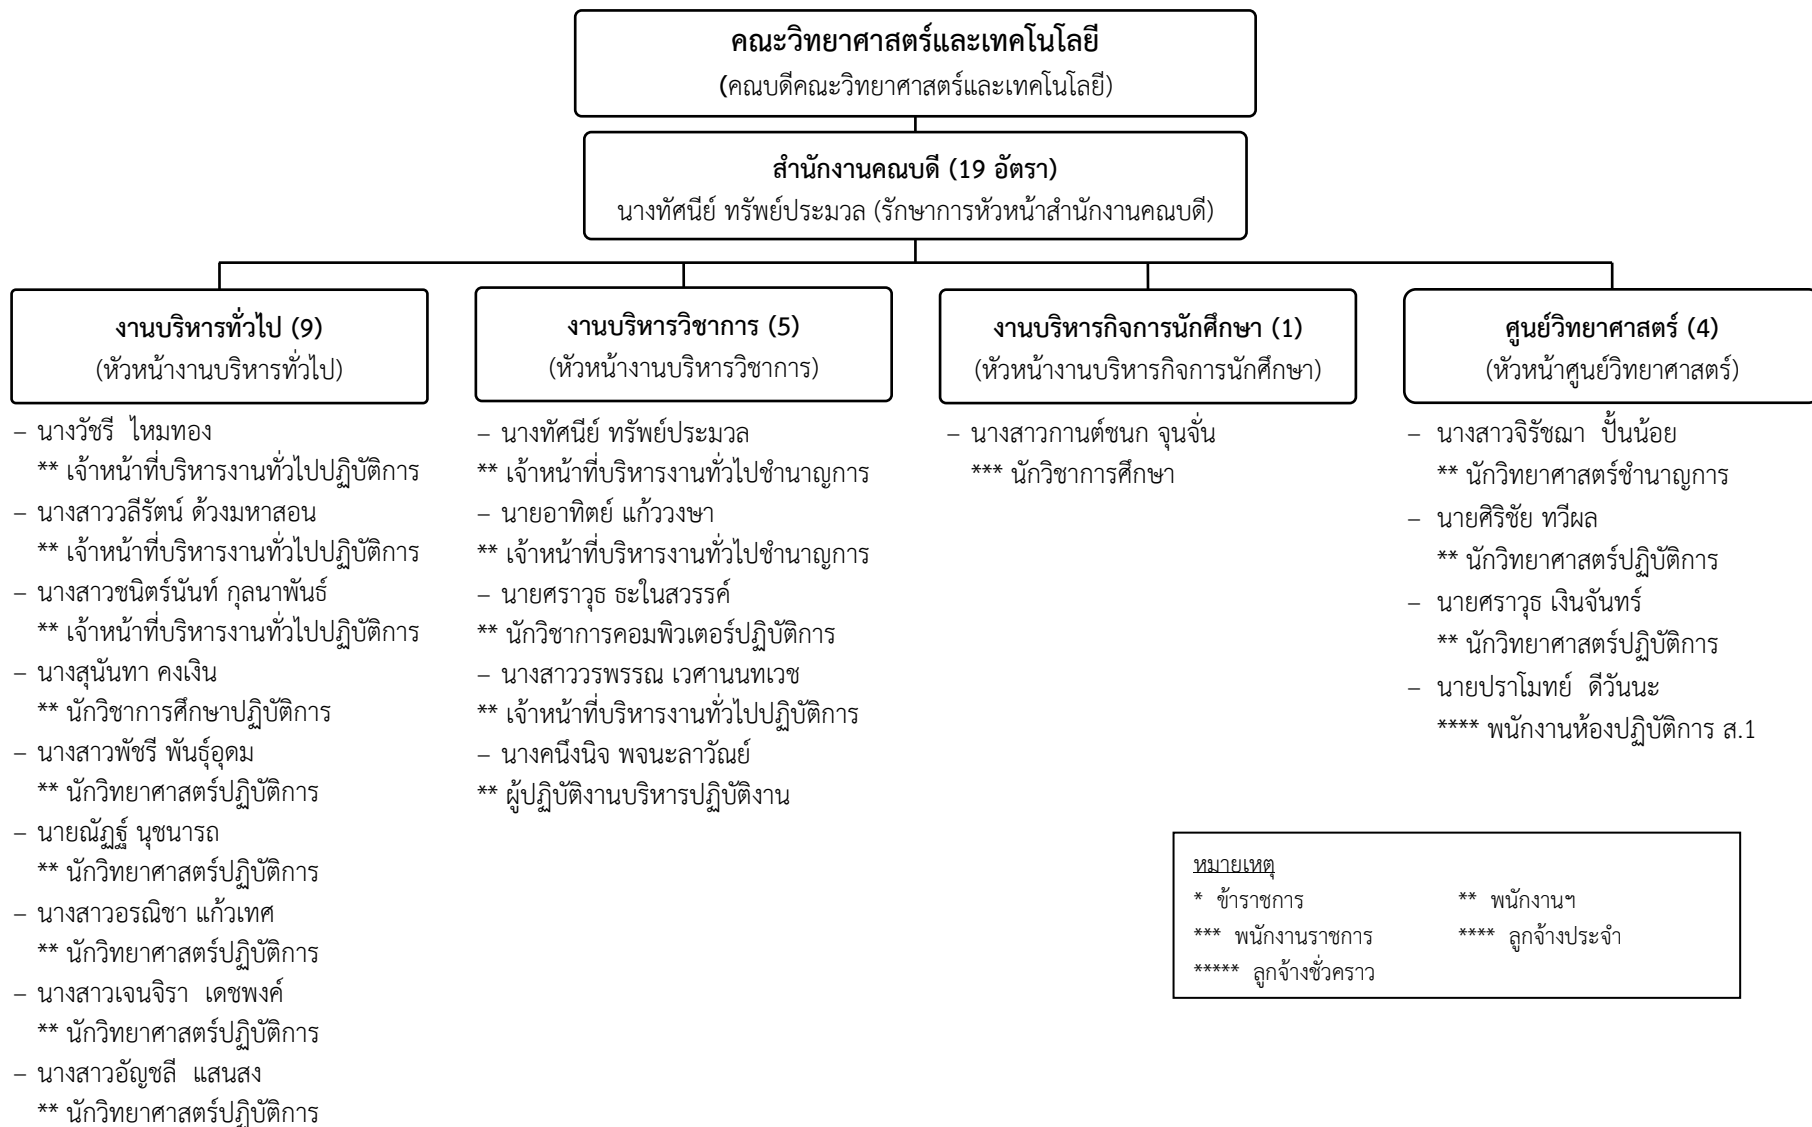 คณะวิทยาศาสตร์และเทคโนโลยี
(คณบดีคณะวิทยาศาสตร์และเทคโนโลยี)
สำนักงานคณบดี (19 อัตรา)
นางทัศนีย์ ทรัพย์ประมวล (รักษาการหัวหน้าสำนักงานคณบดี)
งานบริหารทั่วไป (9)
(หัวหน้างานบริหารทั่วไป)
– นางวัชรี ไหมทอง
** เจ้าหน้าที่บริหารงานทั่วไปปฏิบัติการ
– นางสาววลีรัตน์ ด้วงมหาสอน
** เจ้าหน้าที่บริหารงานทั่วไปปฏิบัติการ
– นางสาวชนิตร์นันท์ กุลนาพันธ์
** เจ้าหน้าที่บริหารงานทั่วไปปฏิบัติการ
– นางสุนันทา คงเงิน
** นักวิชาการศึกษาปฏิบัติการ
– นางสาวพัชรี พันธุ์อุดม
** นักวิทยาศาสตร์ปฏิบัติการ
– นายณัฏฐ์ นุชนารถ
** นักวิทยาศาสตร์ปฏิบัติการ
– นางสาวอรณิชา แก้วเทศ
** นักวิทยาศาสตร์ปฏิบัติการ
– นางสาวเจนจิรา เดชพงค์
** นักวิทยาศาสตร์ปฏิบัติการ
– นางสาวอัญชลี แสนสง
** นักวิทยาศาสตร์ปฏิบัติการ
งานบริหารวิชาการ (5)
(หัวหน้างานบริหารวิชาการ)
– นางทัศนีย์ ทรัพย์ประมวล
** เจ้าหน้าที่บริหารงานทั่วไปชำนาญการ
– นายอาทิตย์ แก้ววงษา
** เจ้าหน้าที่บริหารงานทั่วไปชำนาญการ
– นายศราวุธ ธะในสวรรค์
** นักวิชาการคอมพิวเตอร์ปฏิบัติการ
– นางสาววรพรรณ เวศานนทเวช
** เจ้าหน้าที่บริหารงานทั่วไปปฏิบัติการ
– นางคนึงนิจ พจนะลาวัณย์
** ผู้ปฏิบัติงานบริหารปฏิบัติงาน
งานบริหารกิจการนักศึกษา (1)
(หัวหน้างานบริหารกิจการนักศึกษา)
– นางสาวกานต์ชนก จุนจั่น
*** นักวิชาการศึกษา
ศูนย์วิทยาศาสตร์ (4)
(หัวหน้าศูนย์วิทยาศาสตร์)
– นางสาวจิรัชฌา ปั้นน้อย
** นักวิทยาศาสตร์ชำนาญการ
– นายศิริชัย ทวีผล
** นักวิทยาศาสตร์ปฏิบัติการ
– นายศราวุธ เงินจันทร์
** นักวิทยาศาสตร์ปฏิบัติการ
– นายปราโมทย์ ดีวันนะ
**** พนักงานห้องปฏิบัติการ ส.1
หมายเหตุ
* ข้าราชการ ** พนักงานฯ
*** พนักงานราชการ **** ลูกจ้างประจำ
***** ลูกจ้างชั่วคราว